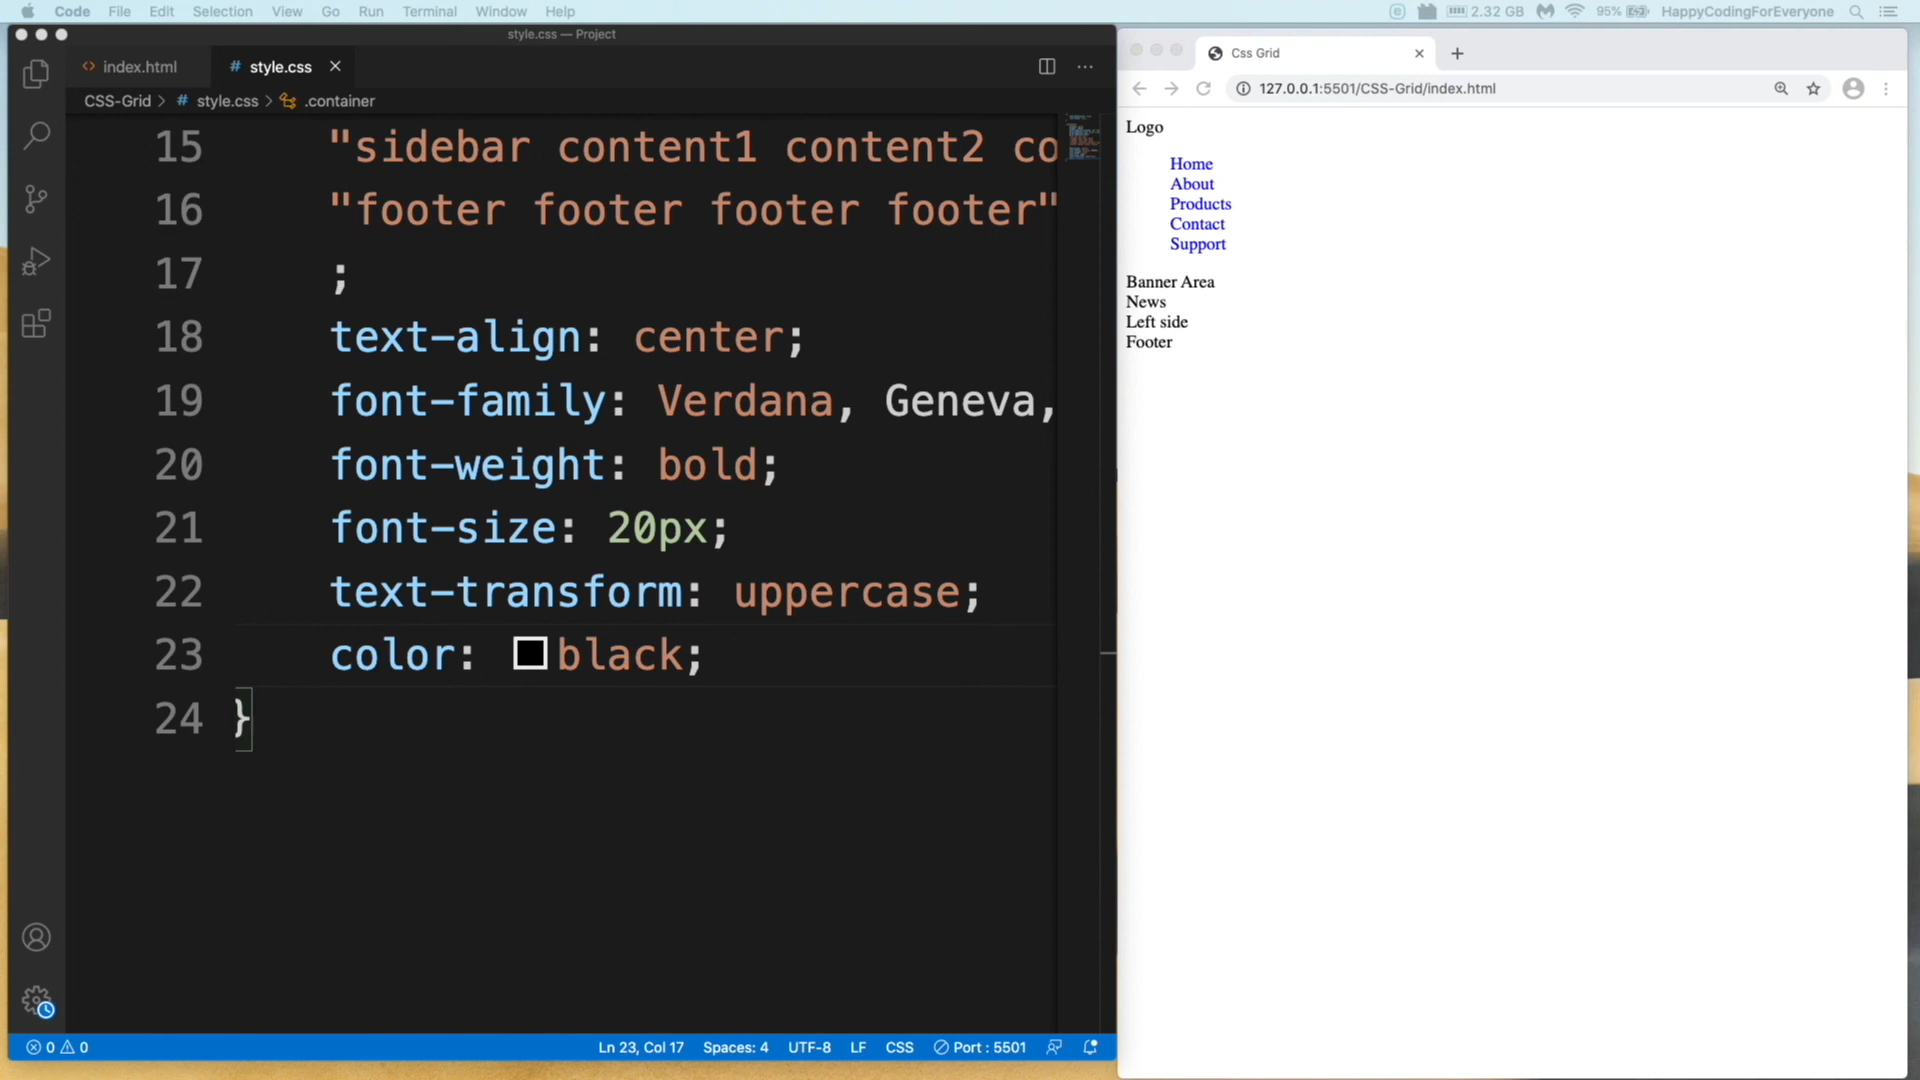 Code File Edit Selection View Go Run Terminal Window Help 2.32 GB 95% HappyCodingForEveryone
style.css — Project
index.html # style.css
CSS-Grid > # style.css > .container
15 "sidebar content1 content2 co
16 "footer footer footer footer"
17 ;
18 text-align: center;
19 font-family: Verdana, Geneva,
20 font-weight: bold;
21 font-size: 20px;
22 text-transform: uppercase;
23 color: black;
24 }
0 0 Ln 23, Col 17 Spaces: 4 UTF-8 LF CSS Port : 5501
Css Grid
127.0.0.1:5501/CSS-Grid/index.html
Logo
Home
About
Products
Contact
Support
Banner Area
News
Left side
Footer